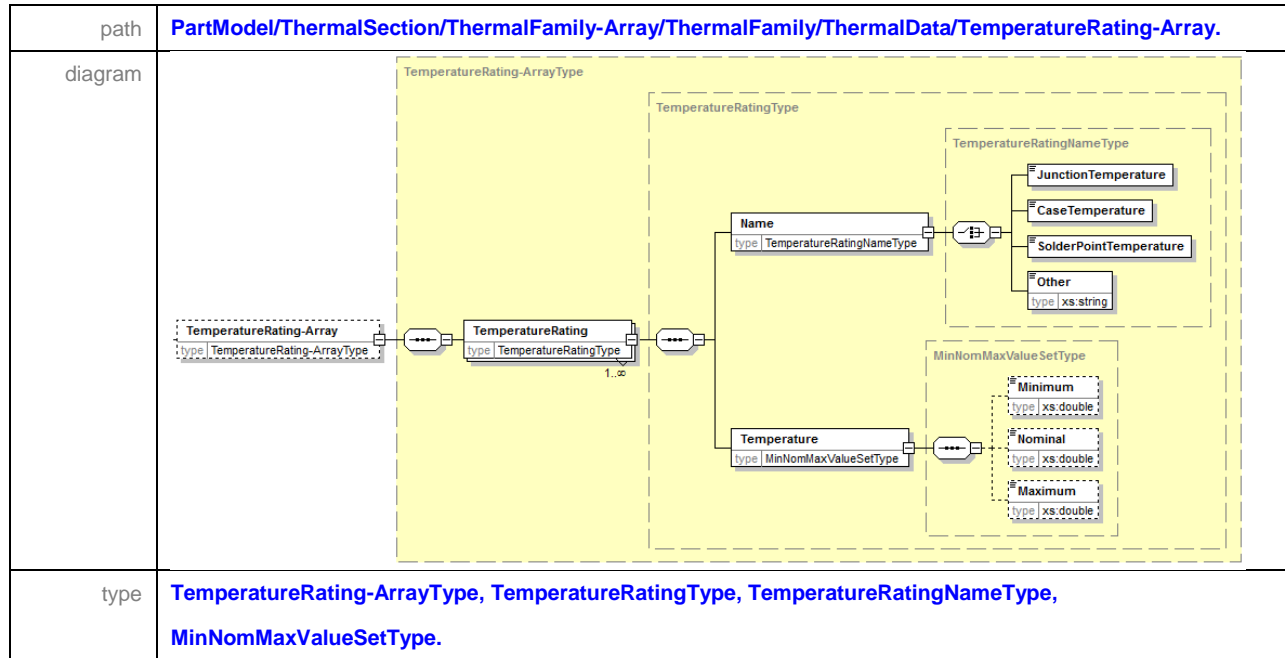 path
PartModel/ThermalSection/ThermalFamily-Array/ThermalFamily/ThermalData/TemperatureRating-Array.
diagram
TemperatureRating-ArrayType
TemperatureRatingType
TemperatureRatingNameType
JunctionTemperature
CaseTemperature
Name
type TemperatureRatingNameType
SolderPointTemperature
Other
type xs:string
TemperatureRating-Array
type TemperatureRating-ArrayType
TemperatureRating
type TemperatureRatingType
1..∞
MinNomMaxValueSetType
Minimum
type xs:double
Temperature
type MinNomMaxValueSetType
Nominal
type xs:double
Maximum
type xs:double
type
TemperatureRating-ArrayType, TemperatureRatingType, TemperatureRatingNameType,
MinNomMaxValueSetType.